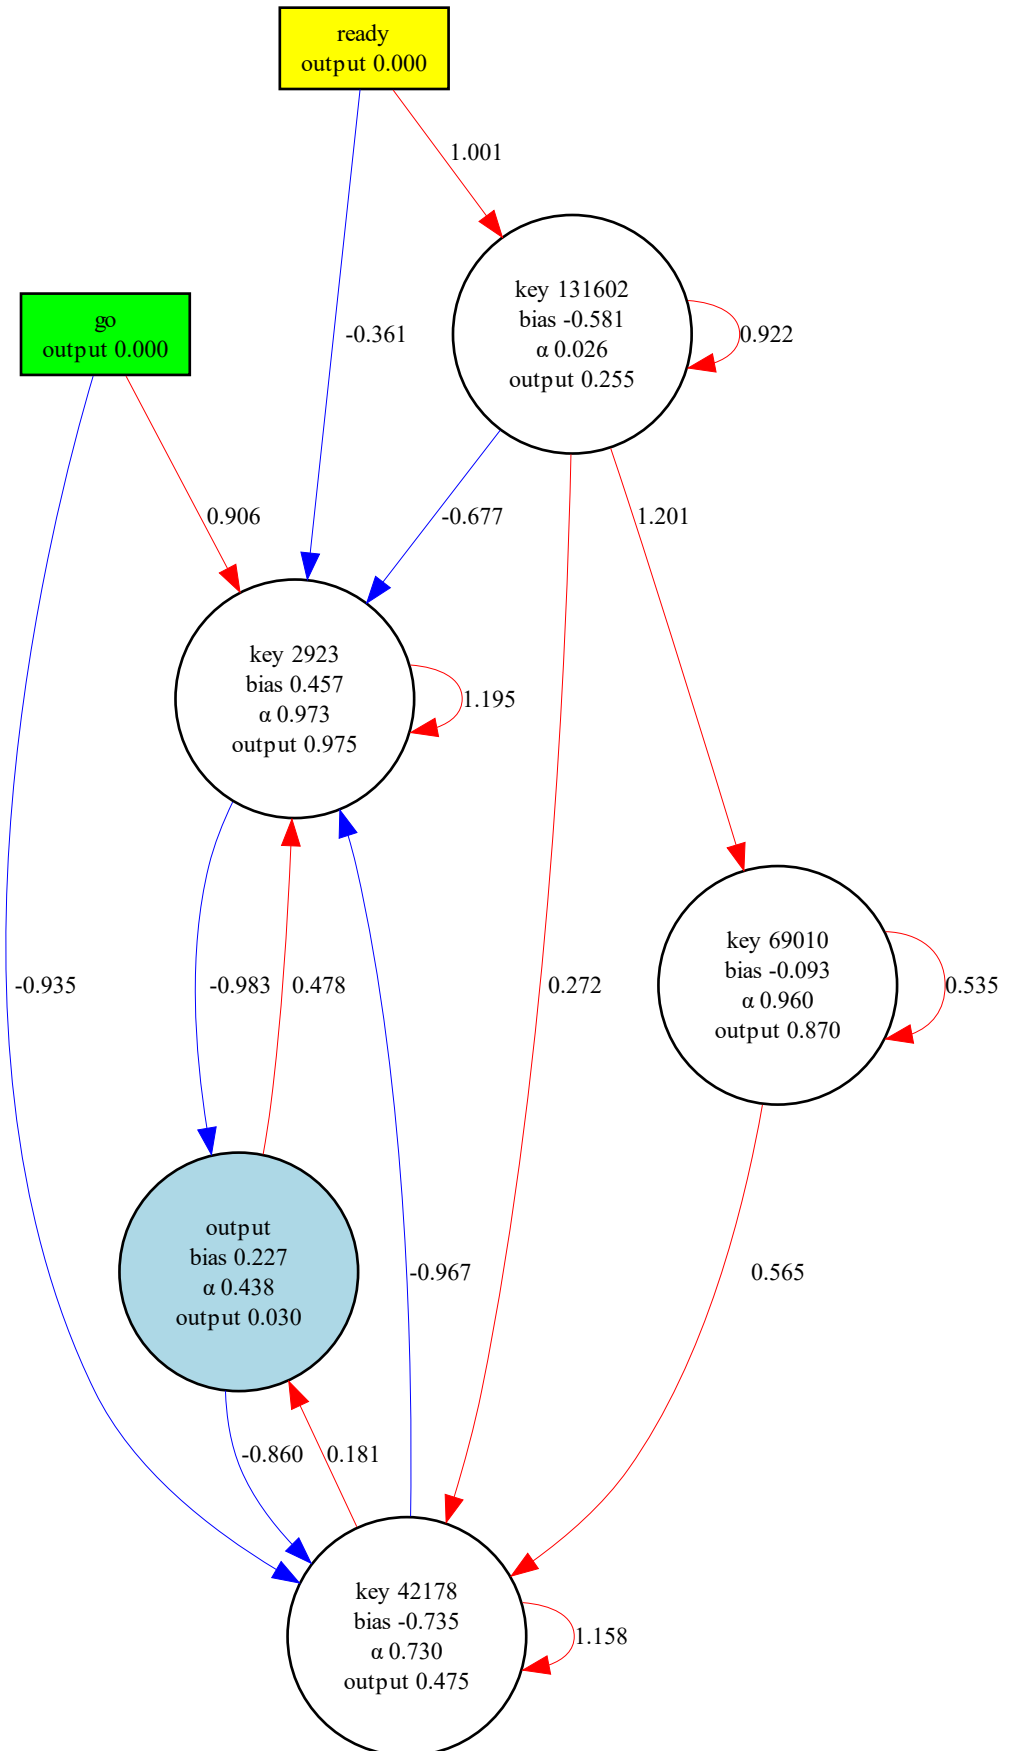 ready
output 0.000
1.001
key 131602
bias -0.581
α 0.026
output 0.255
0.922
go
output 0.000
-0.361
0.906
-0.677
1.201
key 2923
bias 0.457
α 0.973
output 0.975
1.195
key 69010
bias -0.093
α 0.960
output 0.870
-0.935
-0.983
0.478
0.272
0.535
output
bias 0.227
α 0.438
output 0.030
-0.967
0.565
-0.860
0.181
key 42178
bias -0.735
α 0.730
output 0.475
1.158